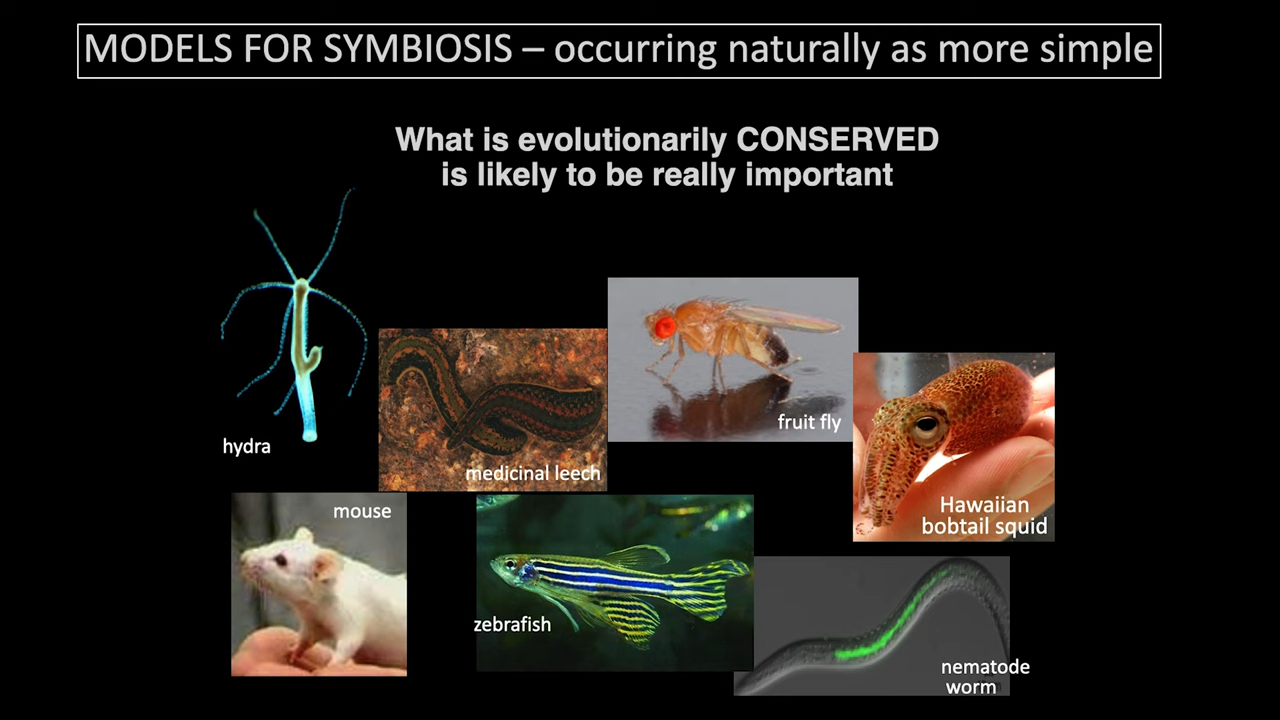 MODELS FOR SYMBIOSIS – occurring naturally as more simple
What is evolutionarily CONSERVED
is likely to be really important
hydra
medicinal leech
fruit fly
Hawaiian
bobtail squid
mouse
zebrafish
nematode
worm